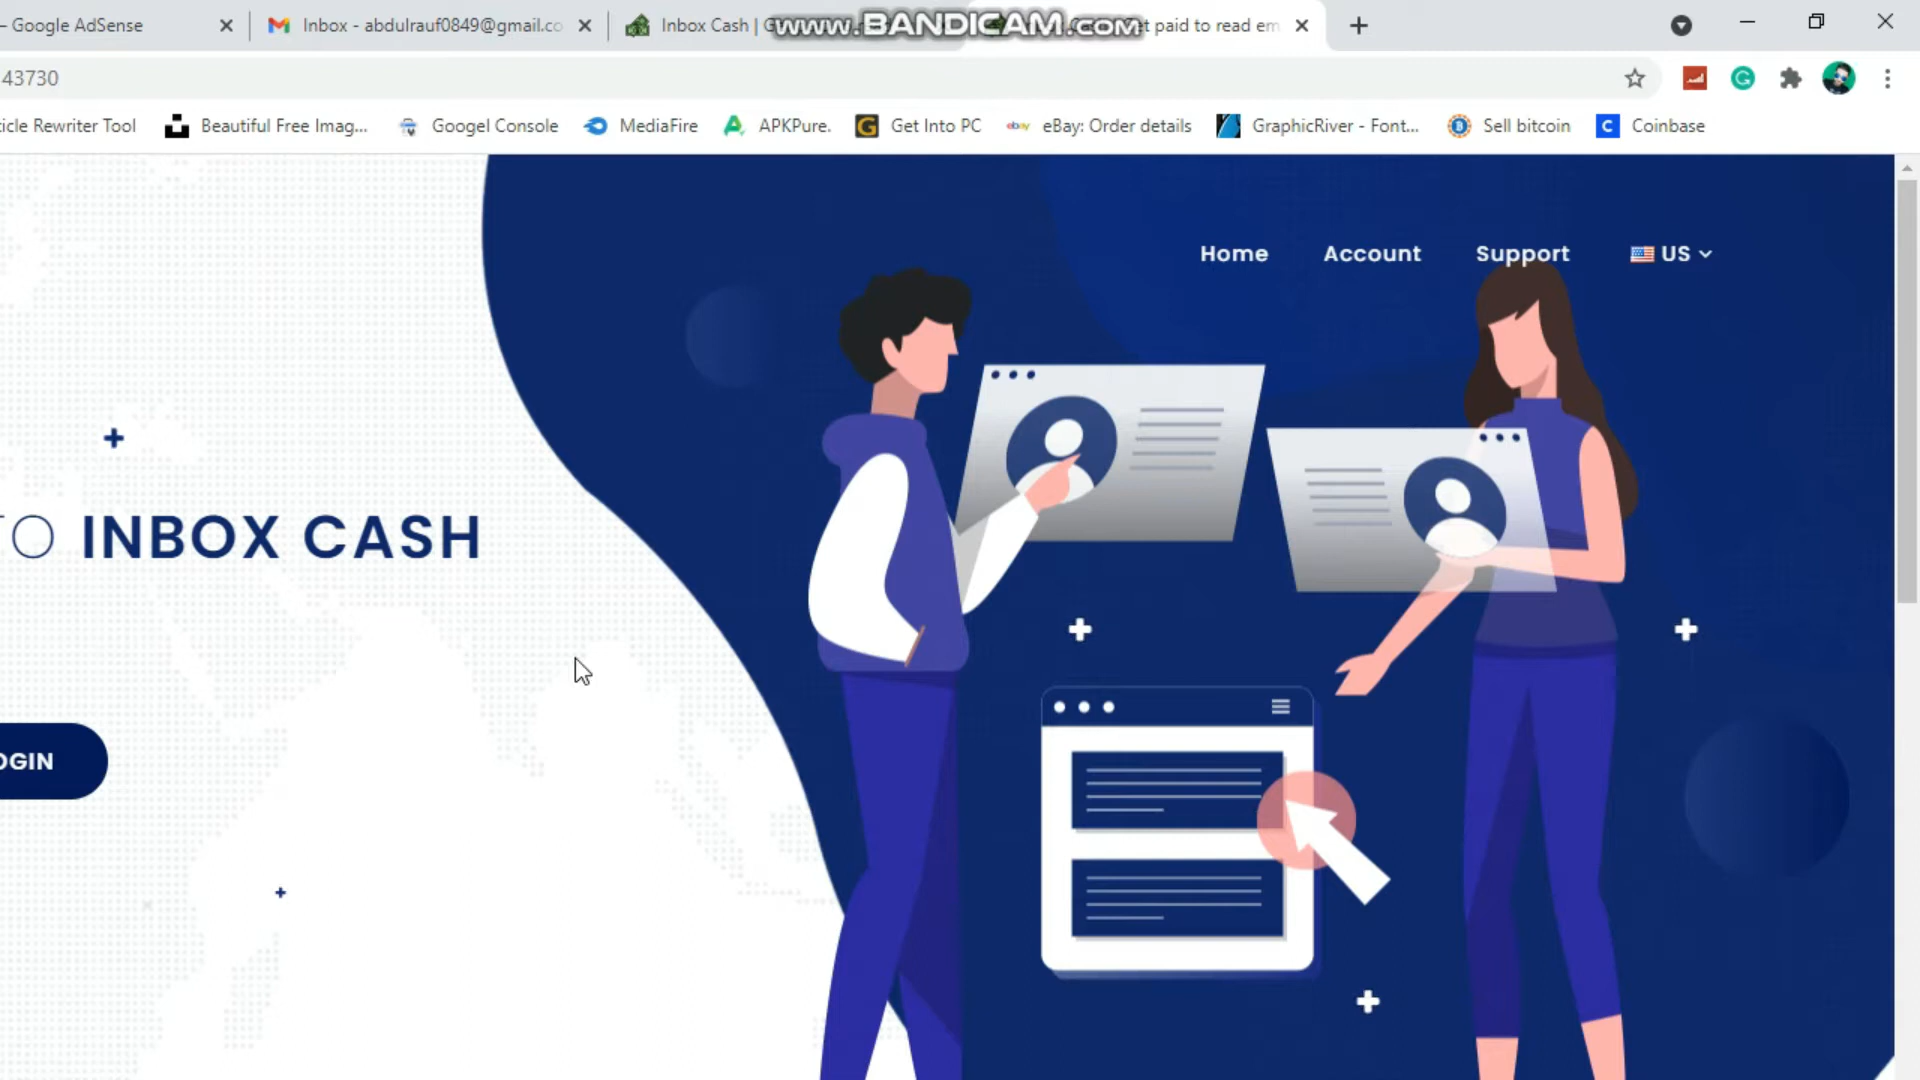 - Google AdSense
Inbox - abdulrauf0849@gmail.co
Inbox Cash |
www.BANDICAM.com
et paid to read em
43730
icle Rewriter Tool
Beautiful Free Imag...
Googel Console
MediaFire
APKPure.
Get Into PC
eBay: Order details
GraphicRiver - Font...
Sell bitcoin
Coinbase
Home
Account
Support
US
TO INBOX CASH
OGIN